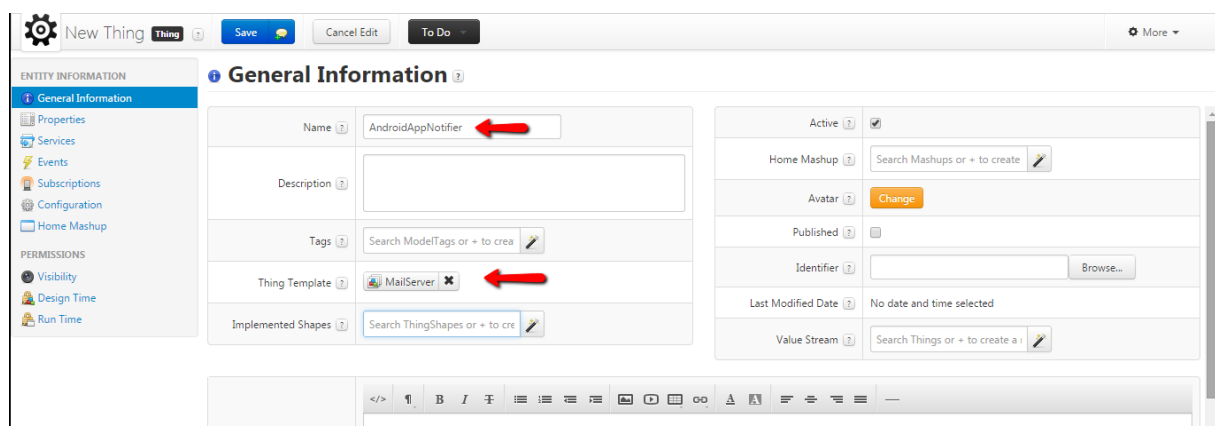 New Thing Thing ? Save Cancel Edit To Do More
ENTITY INFORMATION
General Information
Properties
Services
Events
Subscriptions
Configuration
Home Mashup
PERMISSIONS
Visibility
Design Time
Run Time
General Information ?
Name ? AndroidAppNotifier
Description ?
Tags ? Search ModelTags or + to crea
Thing Template ? MailServer
Implemented Shapes ? Search ThingShapes or + to cre
Active ?
Home Mashup ? Search Mashups or + to create
Avatar ? Change
Published ?
Identifier ? Browse...
Last Modified Date ? No date and time selected
Value Stream ? Search Things or + to create a
</> ¶ B I T A A